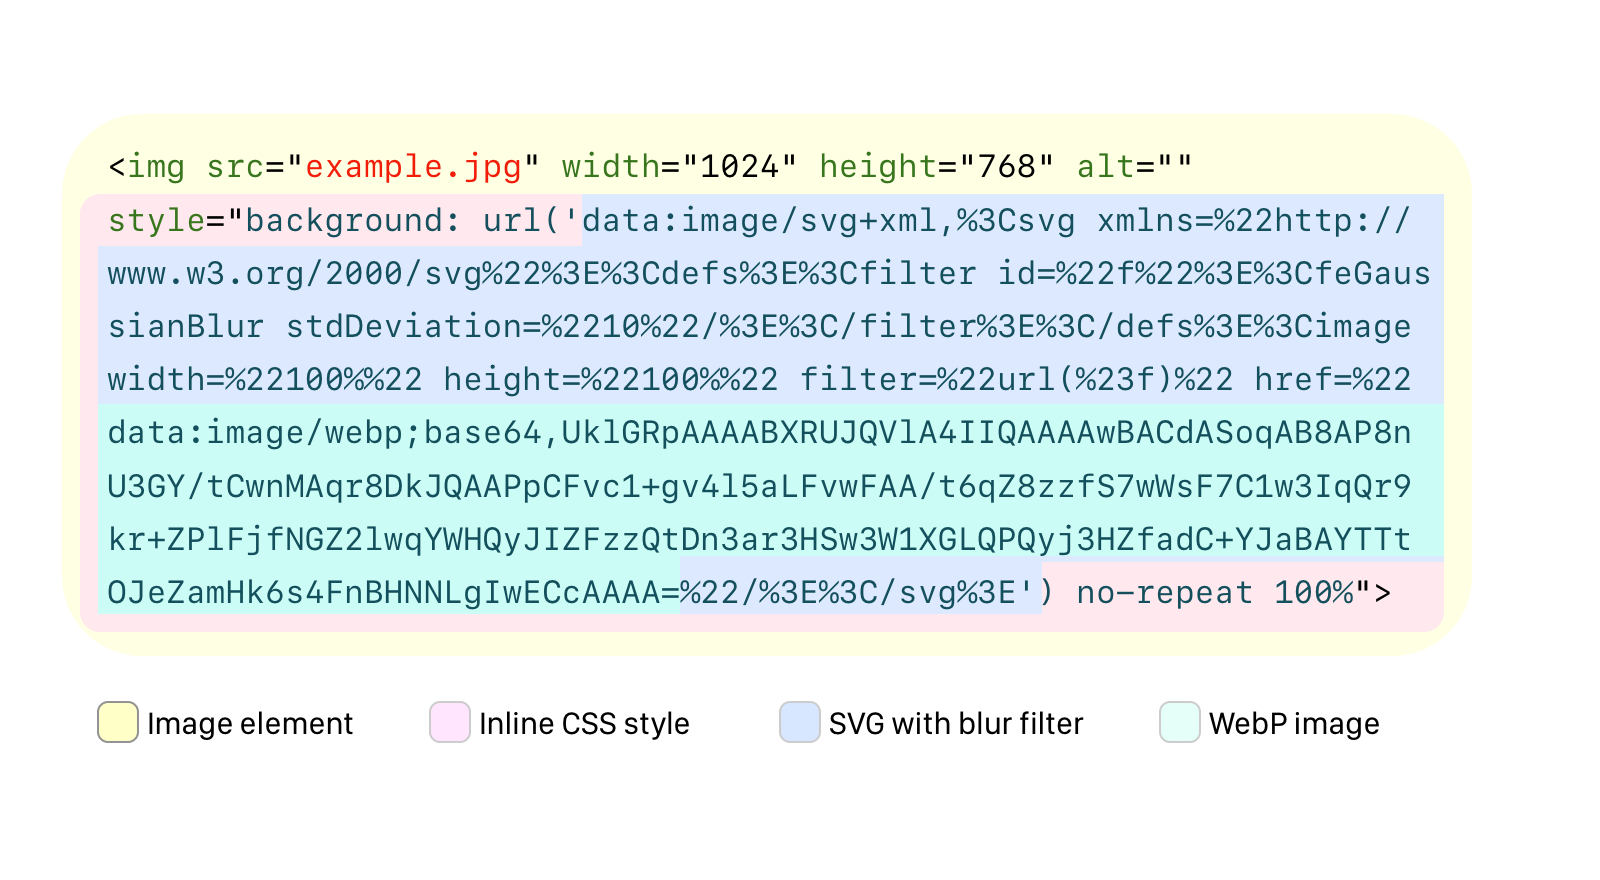 <img src="example.jpg" width="1024" height="768" alt=""
style="background: url('data:image/svg+xml,%3Csvg xmlns=%22http://
www.w3.org/2000/svg%22%3E%3Cdefs%3E%3Cfilter id=%22f%22%3E%3CfeGaus
sianBlur stdDeviation=%2210%22/%3E%3C/filter%3E%3C/defs%3E%3Cimage
width=%22100%%22 height=%22100%%22 filter=%22url(%23f)%22 href=%22
data:image/webp;base64,UklGRpAAAABXRUJQVlA4IIQAAAAwBACdASoqAB8AP8n
U3GY/tCwnMAqr8DkJQAAPpCFvc1+gv4l5aLFvwFAA/t6qZ8zzfS7wWsF7C1w3IqQr9
kr+ZPlFjfNGZ2lwqYWHQyJIZFzzQtDn3ar3HSw3W1XGLQPQyj3HZfadC+YJaBAYTTt
OJeZamHk6s4FnBHNNLgIwECcAAAA=%22/%3E%3C/svg%3E') no-repeat 100%">
Image element
Inline CSS style
SVG with blur filter
WebP image